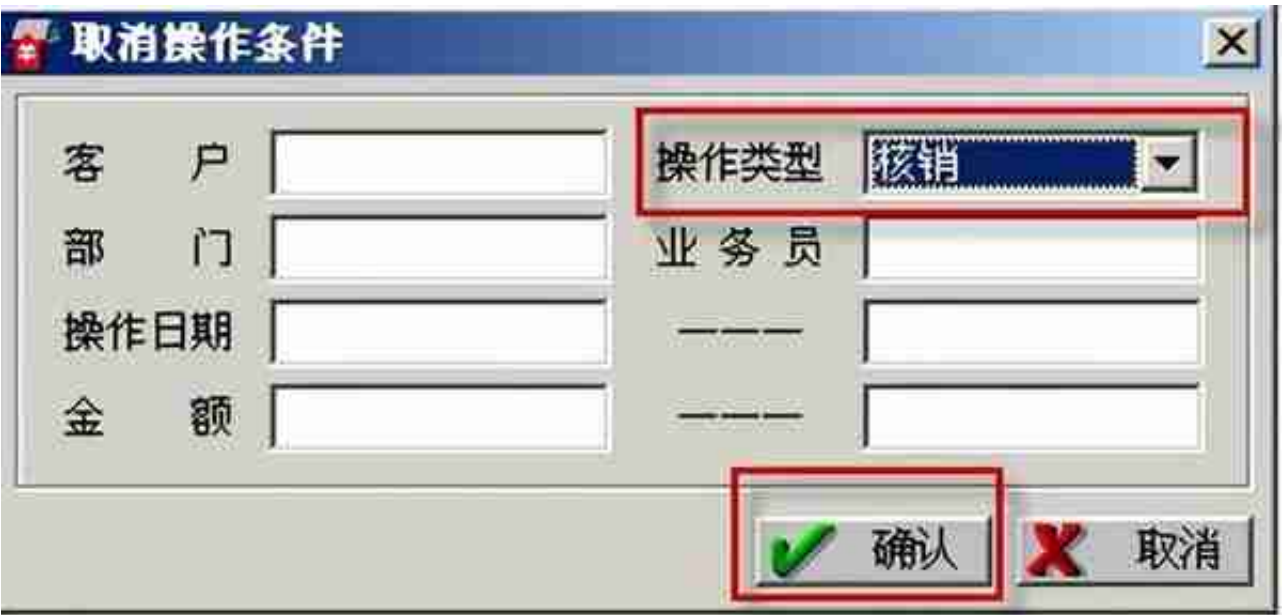 取消操作条件
客 户 操作类型 核销
部 门 业 务 员
操作日期 ———
金 额 ———
确认 取消